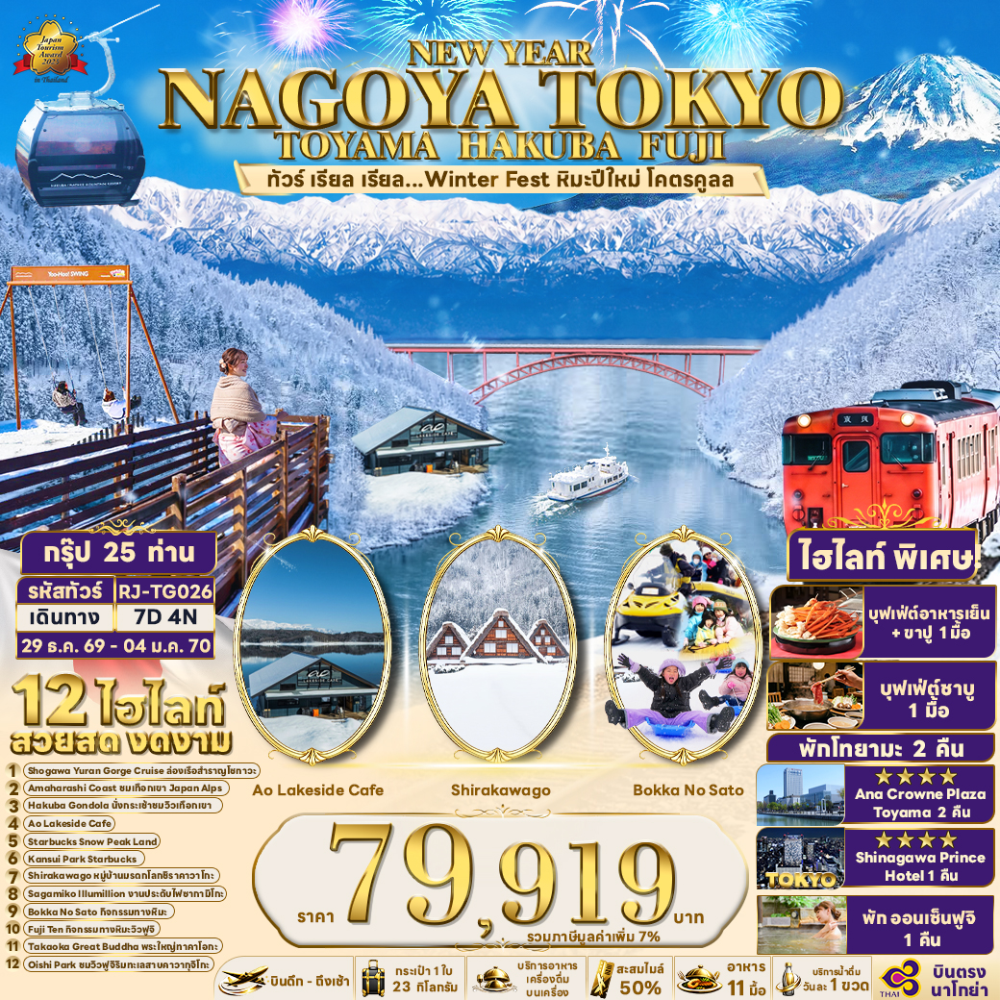 Japan
Tourism
Award
in Thailand
NEW YEAR
NAGOYA TOKYO
TOYAMA HAKUBA FUJI
ทัวร์ เรียล เรียล...Winter Fest หิมะปีใหม่ โคตรคูลล
HAKUBA IWATAKE MOUNTAIN RESORT
Yoo-Hoo! SWING
ao
LAKESIDE CAFE
กรุ๊ป 25 ท่าน
รหัสทัวร์ RJ-TG026
เดินทาง 7D 4N
29 ธ.ค. 69 - 04 ม.ค. 70
12 ไฮไลท์
สวยสด งดงาม
1 Shogawa Yuran Gorge Cruise ล่องเรือสำราญโชกาวะ
2 Amaharashi Coast ชมเทือกเขา Japan Alps
3 Hakuba Gondola นั่งกระเช้าชมวิวเทือกเขา
4 Ao Lakeside Cafe
5 Starbucks Snow Peak Land
6 Kansui Park Starbucks
7 Shirakawago หมู่บ้านมรดกโลกชิราคาวาโกะ
8 Sagamiko Illumillion งานประดับไฟซากามิโกะ
9 Bokka No Sato กิจกรรมทางหิมะ
10 Fuji Ten กิจกรรมทางหิมะวิวฟูจิ
11 Takaoka Great Buddha พระใหญ่ทาคาโอกะ
12 Oishi Park ชมวิวฟูจิริมทะเลสาบคาวากุจิโกะ
ao
LAKESIDE CAFE
Ao Lakeside Cafe
Shirakawago
Bokka No Sato
ราคา 79,919 บาท
รวมภาษีมูลค่าเพิ่ม 7%
ไฮไลท์ พิเศษ
บุฟเฟ่ต์อาหารเย็น
+ ขาปู 1 มื้อ
บุฟเฟ่ต์ชาบู
1 มื้อ
พักโทยามะ 2 คืน
Ana Crowne Plaza
Toyama 2 คืน
Shinagawa Prince
Hotel 1 คืน
TOKYO
พัก ออนเซ็นฟูจิ
1 คืน
บินดึก - ถึงเช้า
กระเป๋า 1 ใบ
23 กิโลกรัม
บริการอาหาร
เครื่องดื่ม
บนเครื่อง
สะสมไมล์
50%
อาหาร
11 มื้อ
บริการน้ำดื่ม
วันละ 1 ขวด
THAI
บินตรง
นาโกย่า